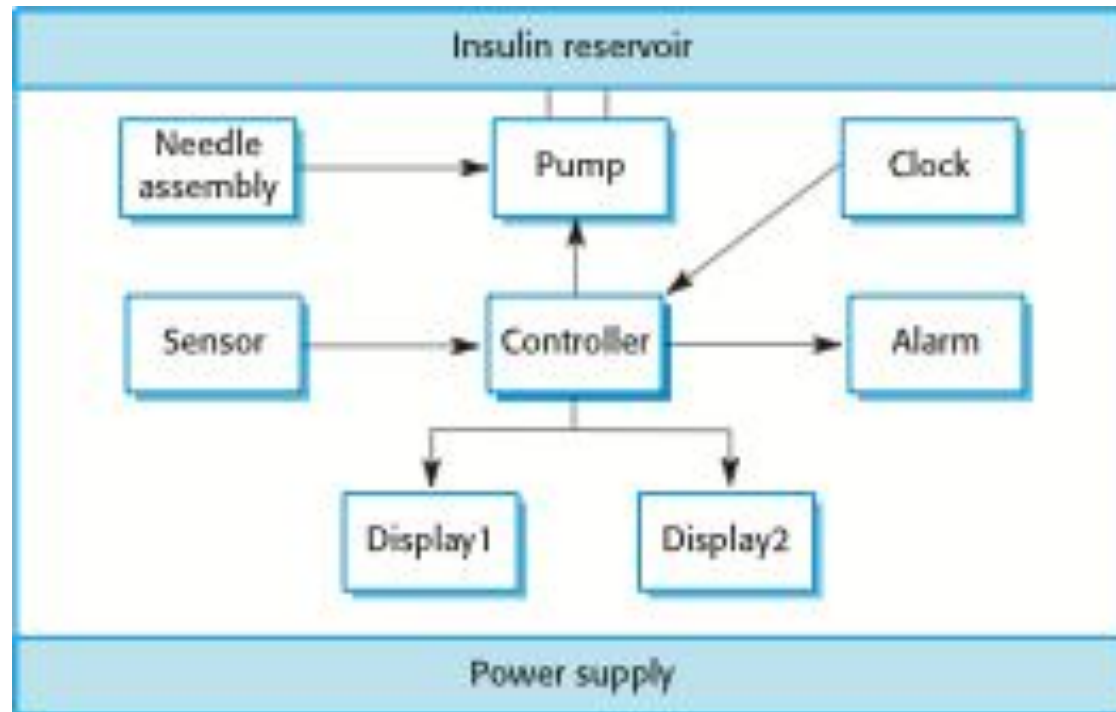 Insulin reservoir
Needle
assembly
Pump
Clock
Sensor
Controller
Alarm
Display1
Display2
Power supply